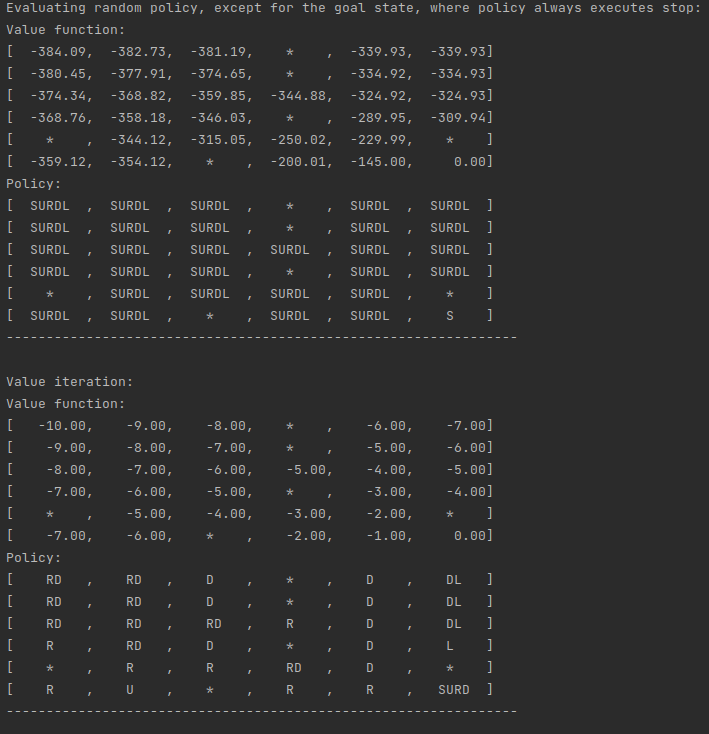 Evaluating random policy, except for the goal state, where policy always executes stop:
Value function:
[  -384.09,  -382.73,  -381.19,    *    ,  -339.93,  -339.93]
[  -380.45,  -377.91,  -374.65,    *    ,  -334.92,  -334.93]
[  -374.34,  -368.82,  -359.85,  -344.88,  -324.92,  -324.93]
[  -368.76,  -358.18,  -346.03,    *    ,  -289.95,  -309.94]
[    *    ,  -344.12,  -315.05,  -250.02,  -229.99,    *    ]
[  -359.12,  -354.12,    *    ,  -200.01,  -145.00,     0.00]
Policy:
[  SURDL  ,  SURDL  ,  SURDL  ,    *    ,  SURDL  ,  SURDL  ]
[  SURDL  ,  SURDL  ,  SURDL  ,    *    ,  SURDL  ,  SURDL  ]
[  SURDL  ,  SURDL  ,  SURDL  ,  SURDL  ,  SURDL  ,  SURDL  ]
[  SURDL  ,  SURDL  ,  SURDL  ,    *    ,  SURDL  ,  SURDL  ]
[    *    ,  SURDL  ,  SURDL  ,  SURDL  ,  SURDL  ,    *    ]
[  SURDL  ,  SURDL  ,    *    ,  SURDL  ,  SURDL  ,    S    ]
----------------------------------------------------------------
Value iteration:
Value function:
[   -10.00,    -9.00,    -8.00,    *    ,    -6.00,    -7.00]
[    -9.00,    -8.00,    -7.00,    *    ,    -5.00,    -6.00]
[    -8.00,    -7.00,    -6.00,    -5.00,    -4.00,    -5.00]
[    -7.00,    -6.00,    -5.00,    *    ,    -3.00,    -4.00]
[    *    ,    -5.00,    -4.00,    -3.00,    -2.00,    *    ]
[    -7.00,    -6.00,    *    ,    -2.00,    -1.00,     0.00]
Policy:
[    RD   ,    RD   ,    D    ,    *    ,    D    ,    DL   ]
[    RD   ,    RD   ,    D    ,    *    ,    D    ,    DL   ]
[    RD   ,    RD   ,    RD   ,    R    ,    D    ,    DL   ]
[    R    ,    RD   ,    D    ,    *    ,    D    ,    L    ]
[    *    ,    R    ,    R    ,    RD   ,    D    ,    *    ]
[    R    ,    U    ,    *    ,    R    ,    R    ,   SURD  ]
----------------------------------------------------------------